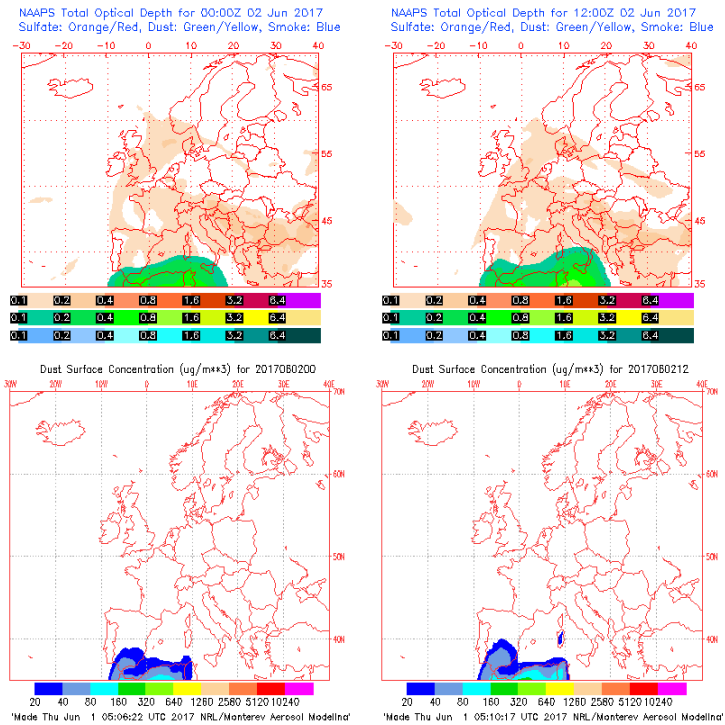 NAAPS Total Optical Depth for 00:00Z 02 Jun 2017
Sulfate: Orange/Red, Dust: Green/Yellow, Smoke: Blue
-30 -20 -10 0 10 20 30 40
65
55
45
35
0.1 0.2 0.4 0.8 1.6 3.2 6.4
0.1 0.2 0.4 0.8 1.6 3.2 6.4
0.1 0.2 0.4 0.8 1.6 3.2 6.4
NAAPS Total Optical Depth for 12:00Z 02 Jun 2017
Sulfate: Orange/Red, Dust: Green/Yellow, Smoke: Blue
-30 -20 -10 0 10 20 30 40
65
55
45
35
0.1 0.2 0.4 0.8 1.6 3.2 6.4
0.1 0.2 0.4 0.8 1.6 3.2 6.4
0.1 0.2 0.4 0.8 1.6 3.2 6.4
Dust Surface Concentration (ug/m**3) for 2017060200
30W 20W 10W 0 10E 20E 30E 40E
70N
60N
50N
40N
20 40 80 160 320 640 1260 2580 5120 10240
'Made Thu Jun 1 05:06:22 UTC 2017 NRL/Monterey Aerosol Modeling'
Dust Surface Concentration (ug/m**3) for 2017060212
30W 20W 10W 0 10E 20E 30E 40E
70N
60N
50N
40N
20 40 80 160 320 640 1260 2580 5120 10240
'Made Thu Jun 1 05:10:17 UTC 2017 NRL/Monterey Aerosol Modeling'